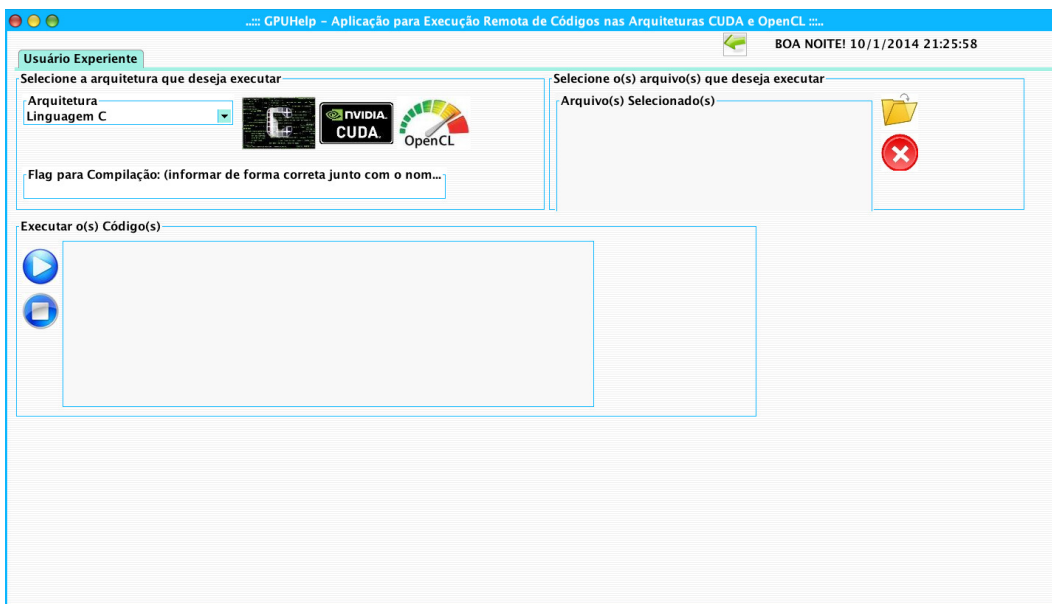 ..::: GPUHelp - Aplicação para Execução Remota de Códigos nas Arquiteturas CUDA e OpenCL :::..
BOA NOITE! 10/1/2014 21:25:58
Usuário Experiente
Selecione a arquitetura que deseja executar
Arquitetura
Linguagem C
NVIDIA.
CUDA.
OpenCL
Flag para Compilação: (informar de forma correta junto com o nom...
Selecione o(s) arquivo(s) que deseja executar
Arquivo(s) Selecionado(s)
Executar o(s) Código(s)